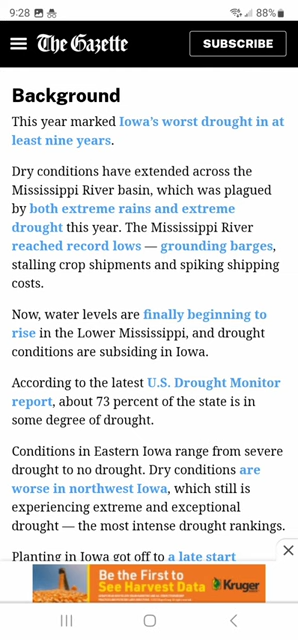 9:28 88%
The Gazette SUBSCRIBE
Background
This year marked Iowa's worst drought in at
least nine years.
Dry conditions have extended across the
Mississippi River basin, which was plagued
by both extreme rains and extreme
drought this year. The Mississippi River
reached record lows — grounding barges,
stalling crop shipments and spiking shipping
costs.
Now, water levels are finally beginning to
rise in the Lower Mississippi, and drought
conditions are subsiding in Iowa.
According to the latest U.S. Drought Monitor
report, about 73 percent of the state is in
some degree of drought.
Conditions in Eastern Iowa range from severe
drought to no drought. Dry conditions are
worse in northwest Iowa, which still is
experiencing extreme and exceptional
drought — the most intense drought rankings.
Planting in Iowa got off to a late start
Be the First to
See Harvest Data Kruger